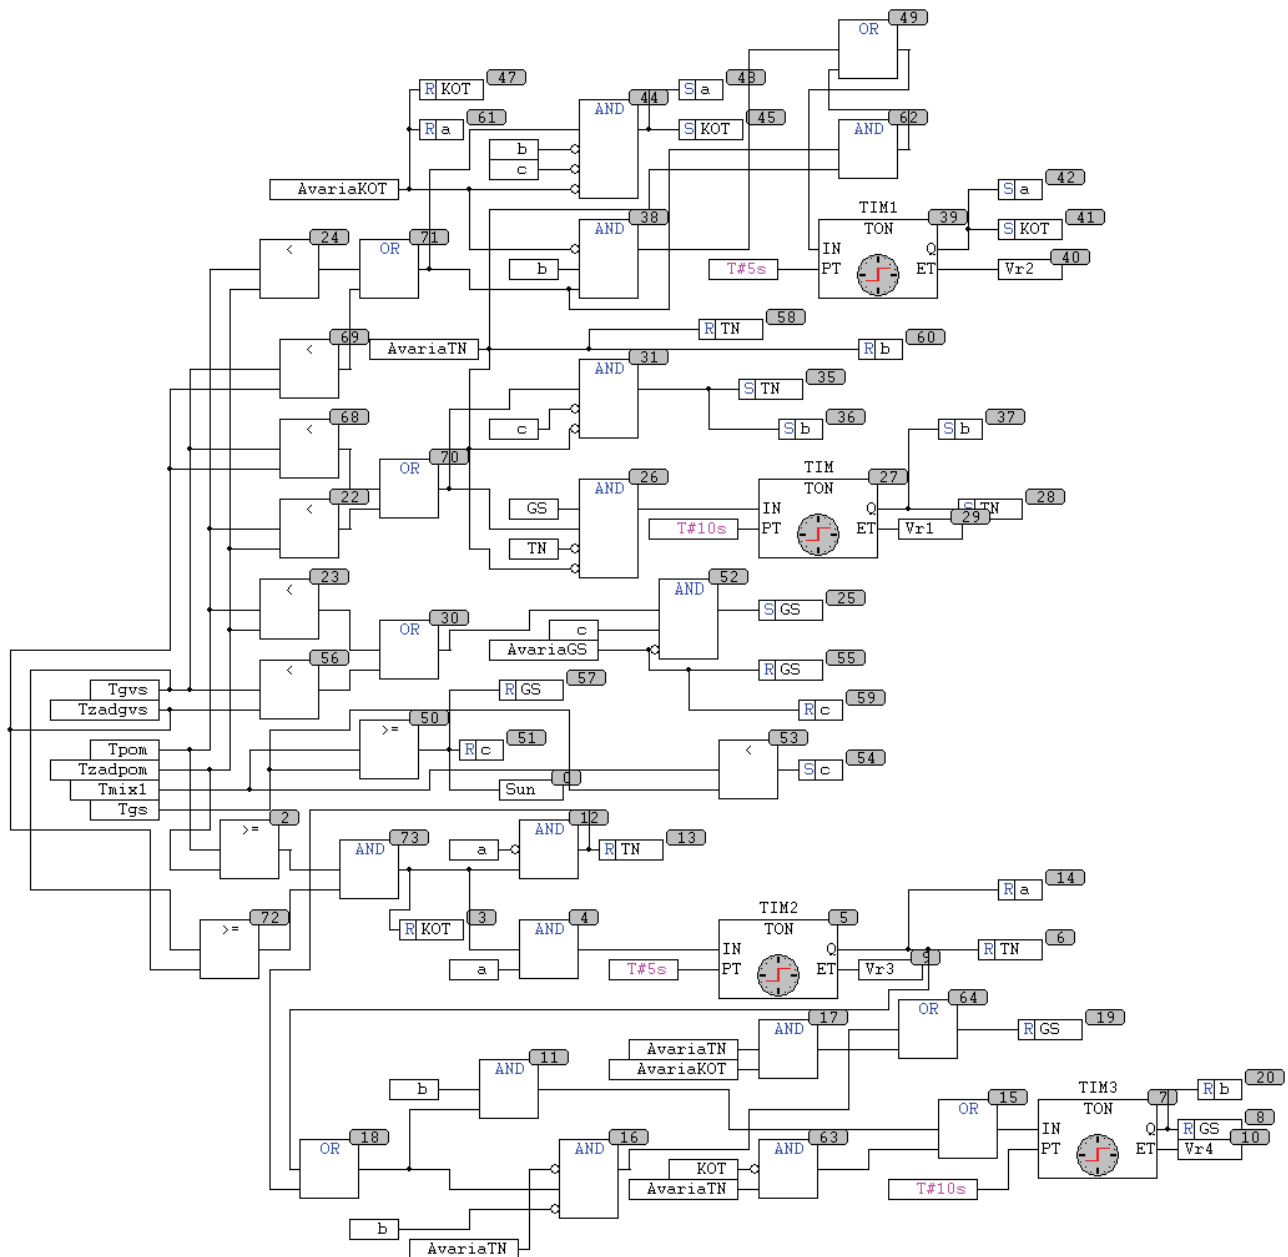 49
OR
47
R KOT
43
S a
44
AND
61
R a
45
S KOT
62
AND
b
c
AvariaKOT
42
S a
TIM1
38
AND
39
TON
41
S KOT
24
<
71
OR
IN
Q
40
b
T#5s
PT
ET
Vr2
58
R TN
69
<
AvariaTN
60
R b
31
AND
35
S TN
68
<
c
36
S b
37
S b
70
OR
TIM
26
AND
27
TON
22
<
GS
IN
Q
28
S TN
29
T#10s
PT
ET
Vr1
TN
23
<
52
AND
25
S GS
30
OR
c
AvariaGS
56
<
57
R GS
55
R GS
Tgvs
Tzadgvs
59
R c
50
>=
53
<
Tpom
51
R c
54
S c
Tzadpom
Tmix1
0
Sun
Tgs
2
>=
12
AND
73
AND
13
R TN
a
14
R a
TIM2
72
>=
3
R KOT
4
AND
5
TON
6
R TN
IN
Q
9
a
T#5s
PT
ET
Vr3
64
OR
17
AND
19
R GS
AvariaTN
11
AND
AvariaKOT
b
TIM3
20
R b
15
OR
7
TON
8
R GS
18
OR
16
AND
63
AND
IN
Q
10
KOT
PT
ET
Vr4
AvariaTN
T#10s
b
AvariaTN